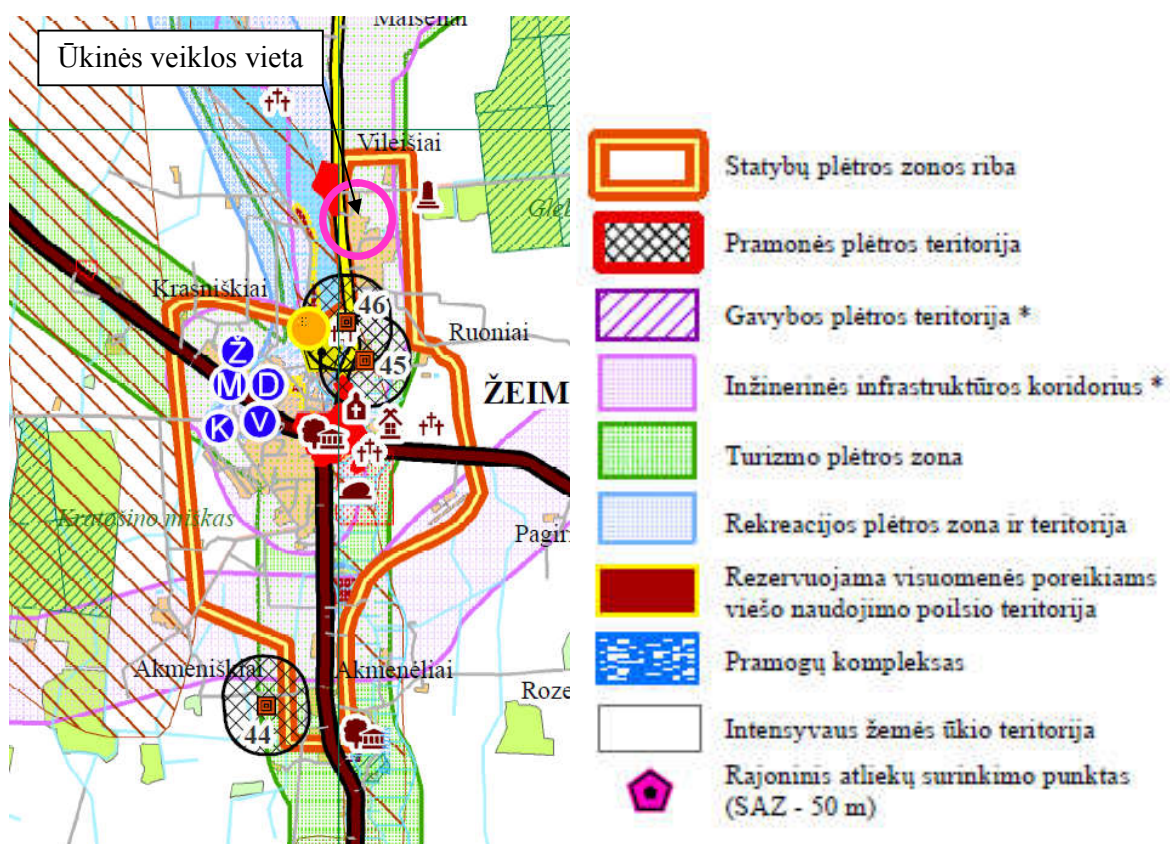 Maišeliai
Ūkinės veiklos vieta
Vileišiai
Krasniškiai
46
Ruoniai
45
Ž
M D
K V
ŽEIM
Kratašino miškas
Pagiri
Akmeniškiai
Akmenėliai
Roze
44
Statybų plėtros zonos riba
Pramonės plėtros teritorija
Gavybos plėtros teritorija *
Inžinerinės infrastruktūros koridorius *
Turizmo plėtros zona
Rekreacijos plėtros zona ir teritorija
Rezervuojama visuomenės poreikiams
viešo naudojimo poilsio teritorija
Pramogų kompleksas
Intensyvaus žemės ūkio teritorija
Rajoninis atliekų surinkimo punktas
(SAZ - 50 m)